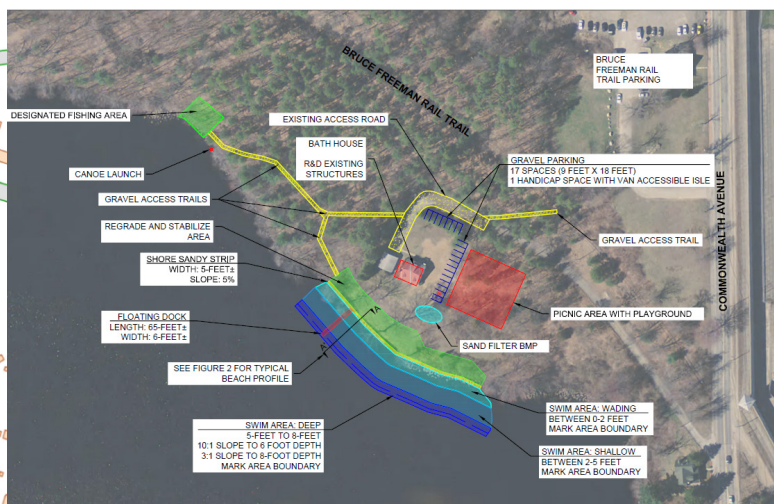 BRUCE
FREEMAN RAIL
TRAIL PARKING
BRUCE FREEMAN RAIL TRAIL
DESIGNATED FISHING AREA
EXISTING ACCESS ROAD
BATH HOUSE
R&D EXISTING
STRUCTURES
GRAVEL PARKING
17 SPACES (9 FEET X 18 FEET)
1 HANDICAP SPACE WITH VAN ACCESSIBLE ISLE
CANOE LAUNCH
GRAVEL ACCESS TRAILS
COMMONWEALTH AVENUE
REGRADE AND STABILIZE
AREA
GRAVEL ACCESS TRAIL
SHORE SANDY STRIP
WIDTH: 5-FEET±
SLOPE: 5%
FLOATING DOCK
LENGTH: 65-FEET±
WIDTH: 6-FEET±
A
A
PICNIC AREA WITH PLAYGROUND
SAND FILTER BMP
SEE FIGURE 2 FOR TYPICAL
BEACH PROFILE
SWIM AREA: WADING
BETWEEN 0-2 FEET
MARK AREA BOUNDARY
SWIM AREA: DEEP
5-FEET TO 8-FEET
10:1 SLOPE TO 6 FOOT DEPTH
3:1 SLOPE TO 8-FOOT DEPTH
MARK AREA BOUNDARY
SWIM AREA: SHALLOW
BETWEEN 2-5 FEET
MARK AREA BOUNDARY